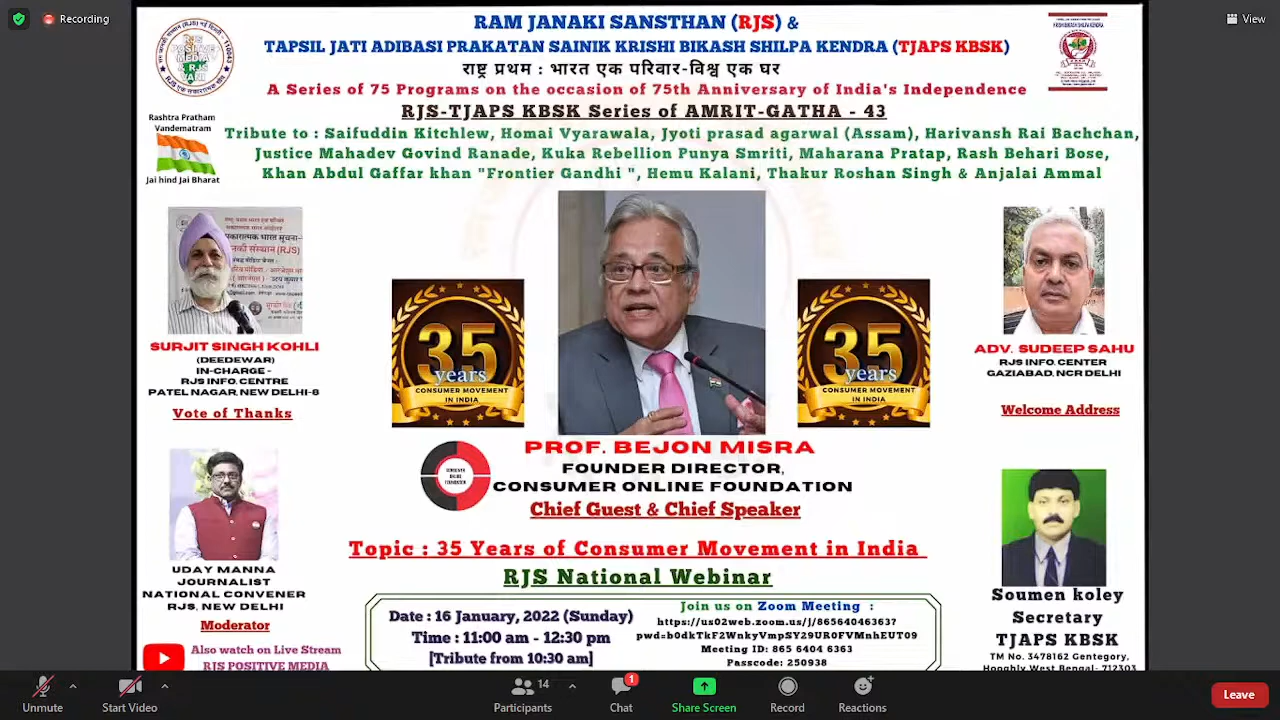 Recording
View
RAM JANAKI SANSTHAN (RJS) &
TAPSIL JATI ADIBASI PRAKATAN SAINIK KRISHI BIKASH SHILPA KENDRA (TJAPS KBSK)
राष्ट्र प्रथम : भारत एक परिवार-विश्व एक घर
A Series of 75 Programs on the occasion of 75th Anniversary of India's Independence
RJS-TJAPS KBSK Series of AMRIT-GATHA - 43
Rashtra Pratham
Vandematram
Jai hind Jai Bharat
Tribute to : Saifuddin Kitchlew, Homai Vyarawala, Jyoti prasad agarwal (Assam), Harivansh Rai Bachchan,
Justice Mahadev Govind Ranade, Kuka Rebellion Punya Smriti, Maharana Pratap, Rash Behari Bose,
Khan Abdul Gaffar khan "Frontier Gandhi ", Hemu Kalani, Thakur Roshan Singh & Anjalai Ammal
SURJIT SINGH KOHLI
(DEEDEWAR)
IN-CHARGE -
RJS INFO. CENTRE
PATEL NAGAR, NEW DELHI-8
Vote of Thanks
35
years
CONSUMER MOVEMENT
IN INDIA
35
years
CONSUMER MOVEMENT
IN INDIA
ADV. SUDEEP SAHU
RJS INFO. CENTER
GAZIABAD, NCR DELHI
Welcome Address
CONSUMER
ONLINE
FOUNDATION
PROF. BEJON MISRA
FOUNDER DIRECTOR,
CONSUMER ONLINE FOUNDATION
Chief Guest & Chief Speaker
Topic : 35 Years of Consumer Movement in India
RJS National Webinar
UDAY MANNA
JOURNALIST
NATIONAL CONVENER
RJS, NEW DELHI
Moderator
Also watch on Live Stream
RJS POSITIVE MEDIA
Date : 16 January, 2022 (Sunday)
Time : 11:00 am - 12:30 pm
[Tribute from 10:30 am]
Join us on Zoom Meeting :
https://us02web.zoom.us/j/86564046363?
pwd=b0dkTkF2WnkyVmpSY29UR0FVMnhEUT09
Meeting ID: 865 6404 6363
Passcode: 250938
Soumen koley
Secretary
TJAPS KBSK
TM No. 3478162 Gentegory,
Hooghly West Bengal- 712303
Unmute
Start Video
14
Participants
1
Chat
Share Screen
Record
Reactions
Leave